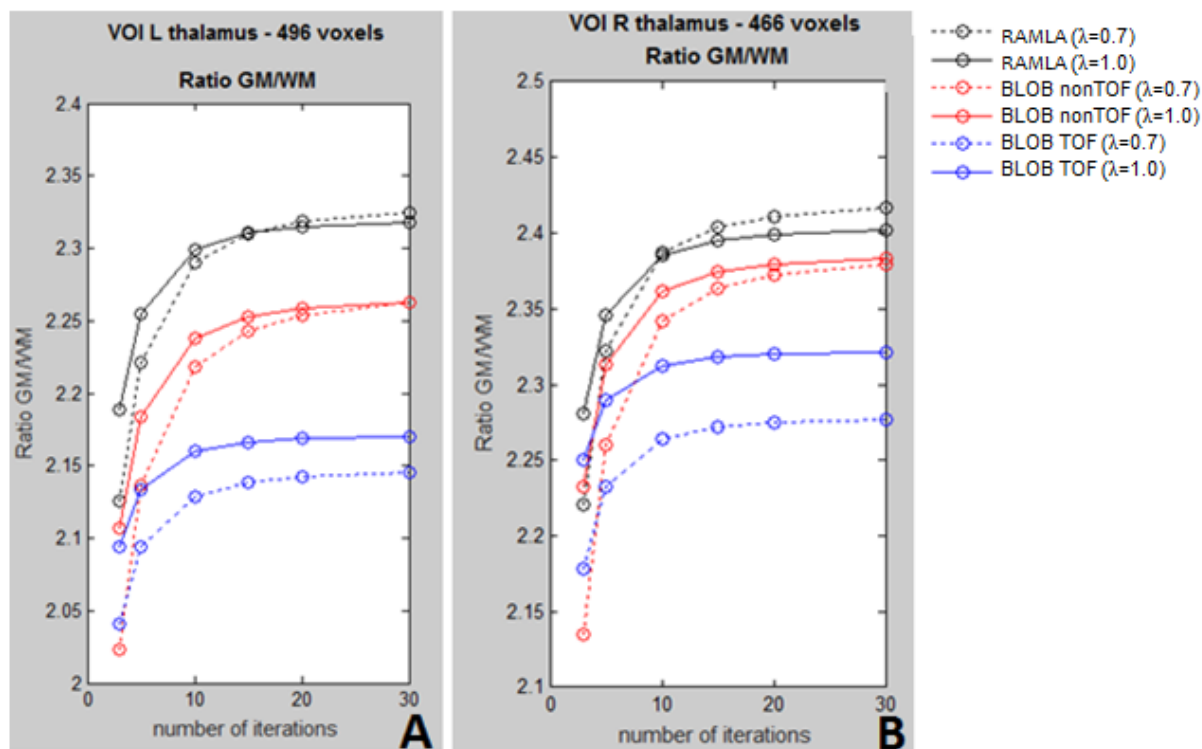 VOI L thalamus - 496 voxels
Ratio GM/WM
2.4
2.35
2.3
2.25
2.2
2.15
2.1
2.05
2
Ratio GM/WM
0
10
20
30
number of iterations
A
VOI R thalamus - 466 voxels
Ratio GM/WM
2.5
2.45
2.4
2.35
2.3
2.25
2.2
2.15
2.1
Ratio GM/WM
0
10
20
30
number of iterations
B
RAMLA (λ=0.7)
RAMLA (λ=1.0)
BLOB nonTOF (λ=0.7)
BLOB nonTOF (λ=1.0)
BLOB TOF (λ=0.7)
BLOB TOF (λ=1.0)